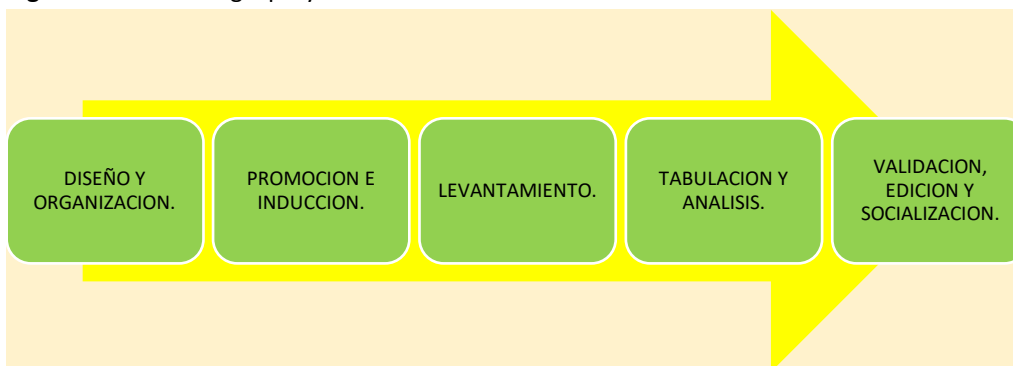 DISEÑO Y
ORGANIZACION.
PROMOCION E
INDUCCION.
LEVANTAMIENTO.
TABULACION Y
ANALISIS.
VALIDACION,
EDICION Y
SOCIALIZACION.